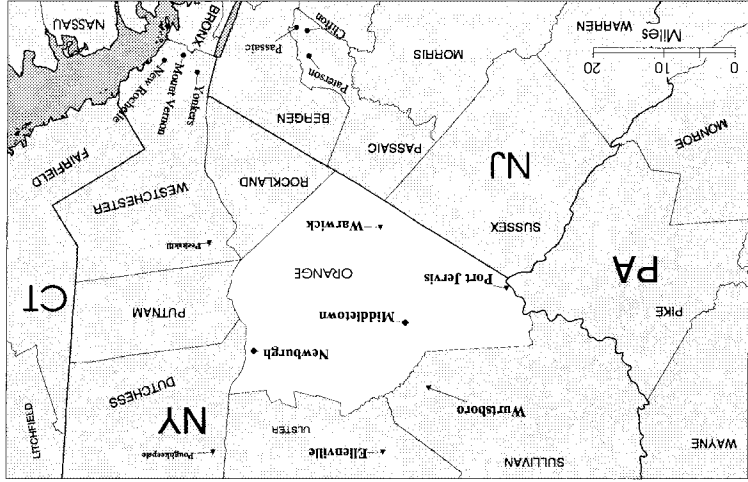 WAYNE
SULLIVAN
Ellenville
ULSTER
Poughkeepsie
NY
DUTCHESS
LITCHFIELD
Wurtsboro
Newburgh
Middletown
PIKE
PA
Port Jervis
ORANGE
PUTNAM
CT
Peekskill
Warwick
SUSSEX
WESTCHESTER
FAIRFIELD
ROCKLAND
NJ
MONROE
PASSAIC
BERGEN
Yonkers
Mount Vernon
New Rochelle
Paterson
Clifton
Passaic
MORRIS
WARREN
BRONX
NASSAU
0 10 20
Miles